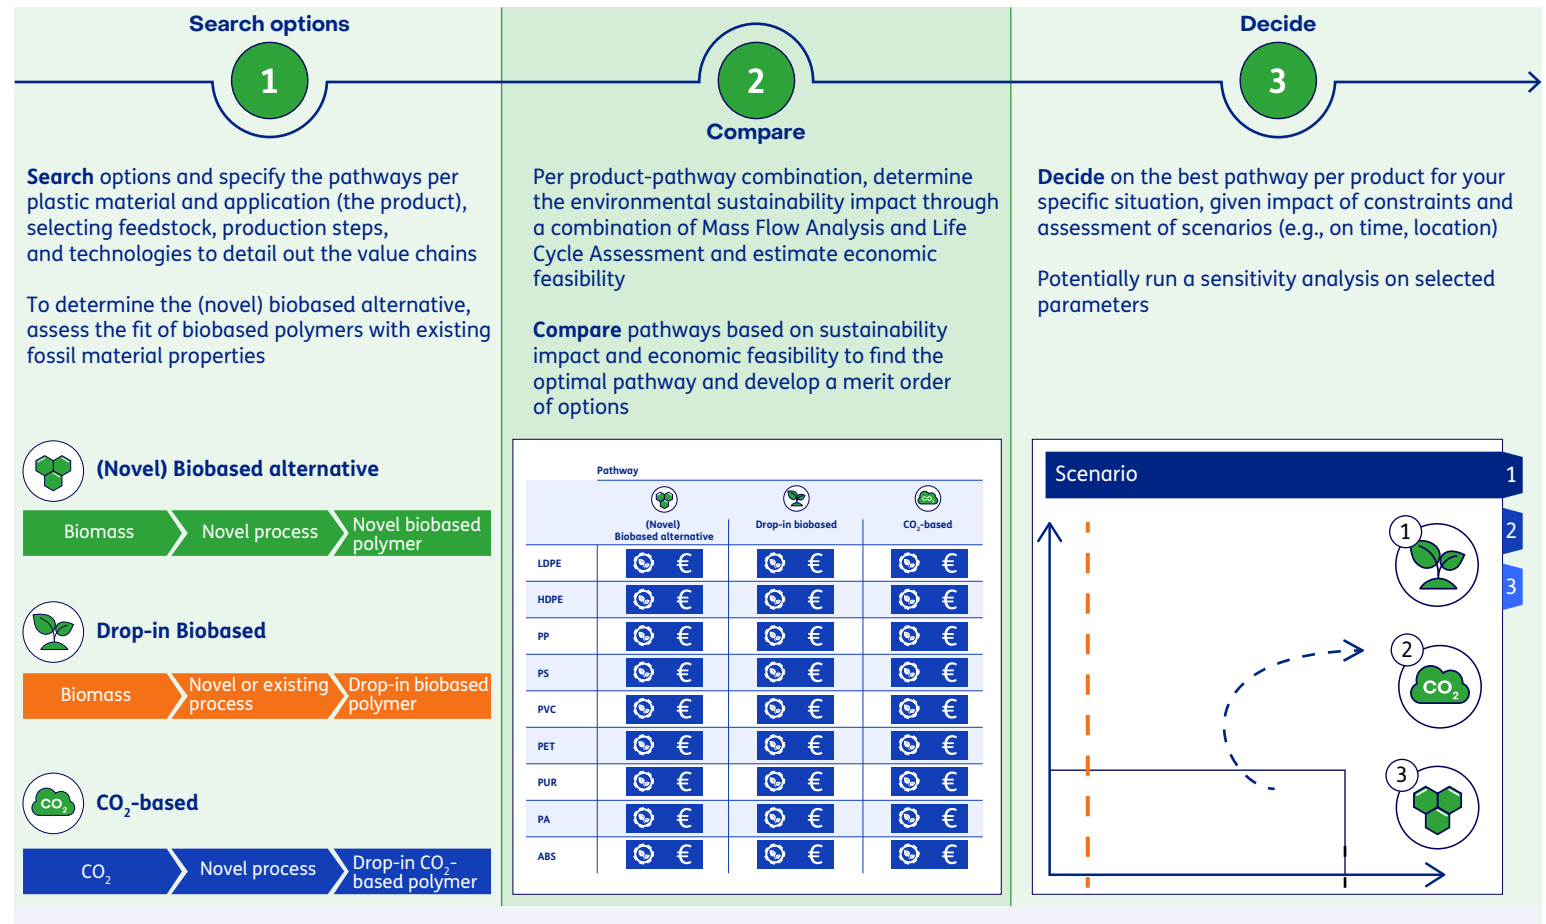 Search options
1
Search options and specify the pathways per
plastic material and application (the product),
selecting feedstock, production steps,
and technologies to detail out the value chains
To determine the (novel) biobased alternative,
assess the fit of biobased polymers with existing
fossil material properties
(Novel) Biobased alternative
Biomass
Novel process
Novel biobased
polymer
Drop-in Biobased
Biomass
Novel or existing
process
Drop-in biobased
polymer
CO2
CO2-based
CO2
Novel process
Drop-in CO2-
based polymer
2
Compare
Per product-pathway combination, determine
the environmental sustainability impact through
a combination of Mass Flow Analysis and Life
Cycle Assessment and estimate economic
feasibility
Compare pathways based on sustainability
impact and economic feasibility to find the
optimal pathway and develop a merit order
of options
Pathway
CO2
(Novel)
Biobased alternative
Drop-in biobased
CO2-based
LDPE € € €
HDPE € € €
PP € € €
PS € € €
PVC € € €
PET € € €
PUR € € €
PA € € €
ABS € € €
Decide
3
Decide on the best pathway per product for your
specific situation, given impact of constraints and
assessment of scenarios (e.g., on time, location)
Potentially run a sensitivity analysis on selected
parameters
Scenario
1
2
3
1
2
CO2
3